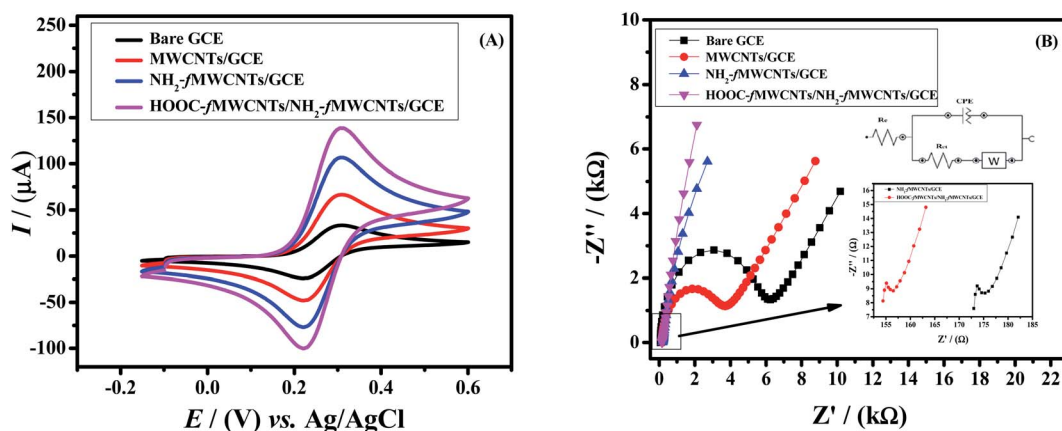 (A)
Bare GCE
MWCNTs/GCE
NH₂-fMWCNTs/GCE
HOOC-fMWCNTs/NH₂-fMWCNTs/GCE
250
200
150
100
50
0
-50
-100
I / (μA)
-0.2 0.0 0.2 0.4 0.6
E / (V) vs. Ag/AgCl
(B)
Bare GCE
MWCNTs/GCE
NH₂-fMWCNTs/GCE
HOOC-fMWCNTs/NH₂-fMWCNTs/GCE
-10
-8
6
4
2
0
-Z'' / (kΩ)
0 2 4 6 8 10 12 14 16 18 20 22
Z' / (kΩ)
CPE
W
NH₂-fMWCNTs/GCE
HOOC-fMWCNTs/NH₂-fMWCNTs/GCE
16
15
14
13
12
11
10
9
8
7
-Z'' / (Ω)
155 160 165 170 175 180 185
Z' / (Ω)